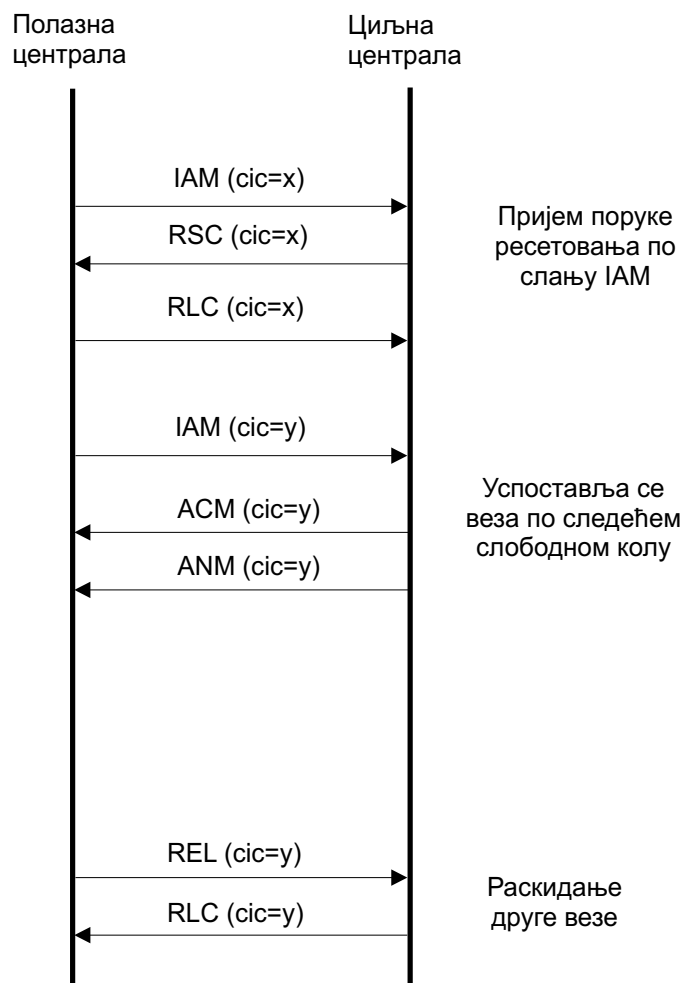 Полазна
централа
Циљна
централа
IAM (cic=x)
RSC (cic=x)
RLC (cic=x)
Пријем поруке
ресетовања по
слању IAM
IAM (cic=y)
ACM (cic=y)
ANM (cic=y)
Успоставља се
веза по следећем
слободном колу
REL (cic=y)
RLC (cic=y)
Раскидање
друге везе